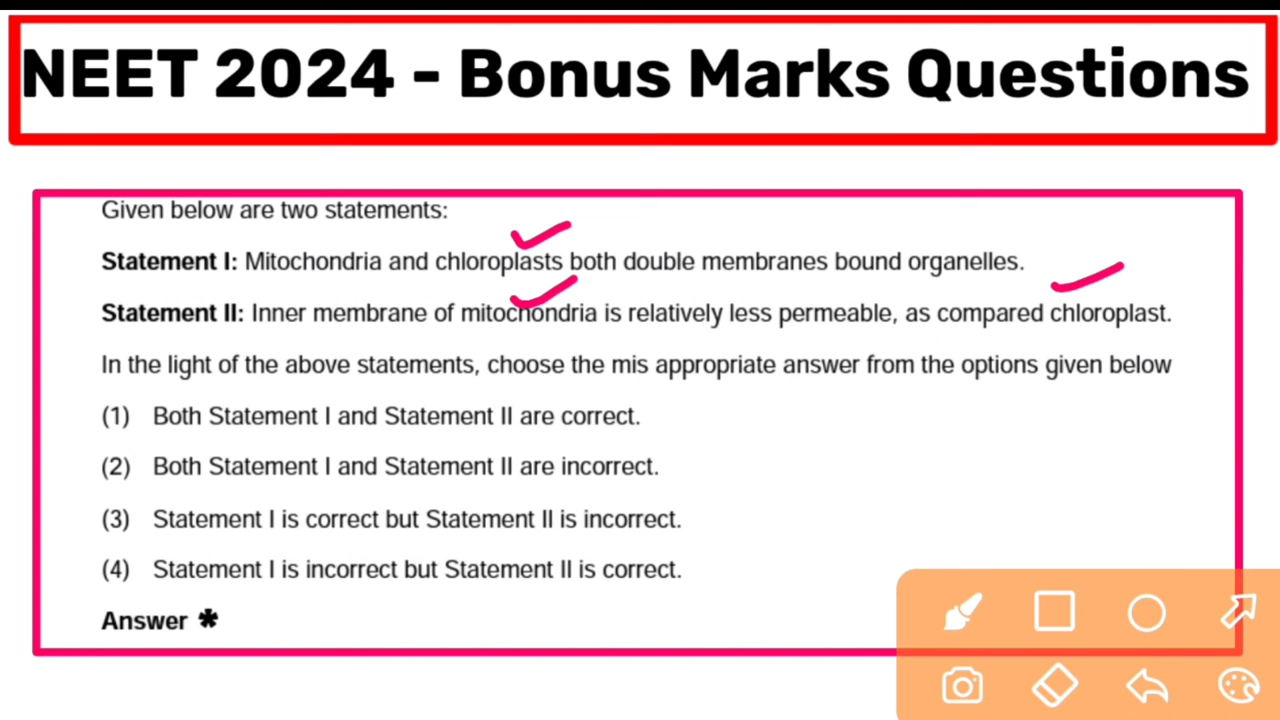 NEET 2024 - Bonus Marks Questions
Given below are two statements:
Statement I: Mitochondria and chloroplasts both double membranes bound organelles.
Statement II: Inner membrane of mitochondria is relatively less permeable, as compared chloroplast.
In the light of the above statements, choose the mis appropriate answer from the options given below
(1) Both Statement I and Statement II are correct.
(2) Both Statement I and Statement II are incorrect.
(3) Statement I is correct but Statement II is incorrect.
(4) Statement I is incorrect but Statement II is correct.
Answer *